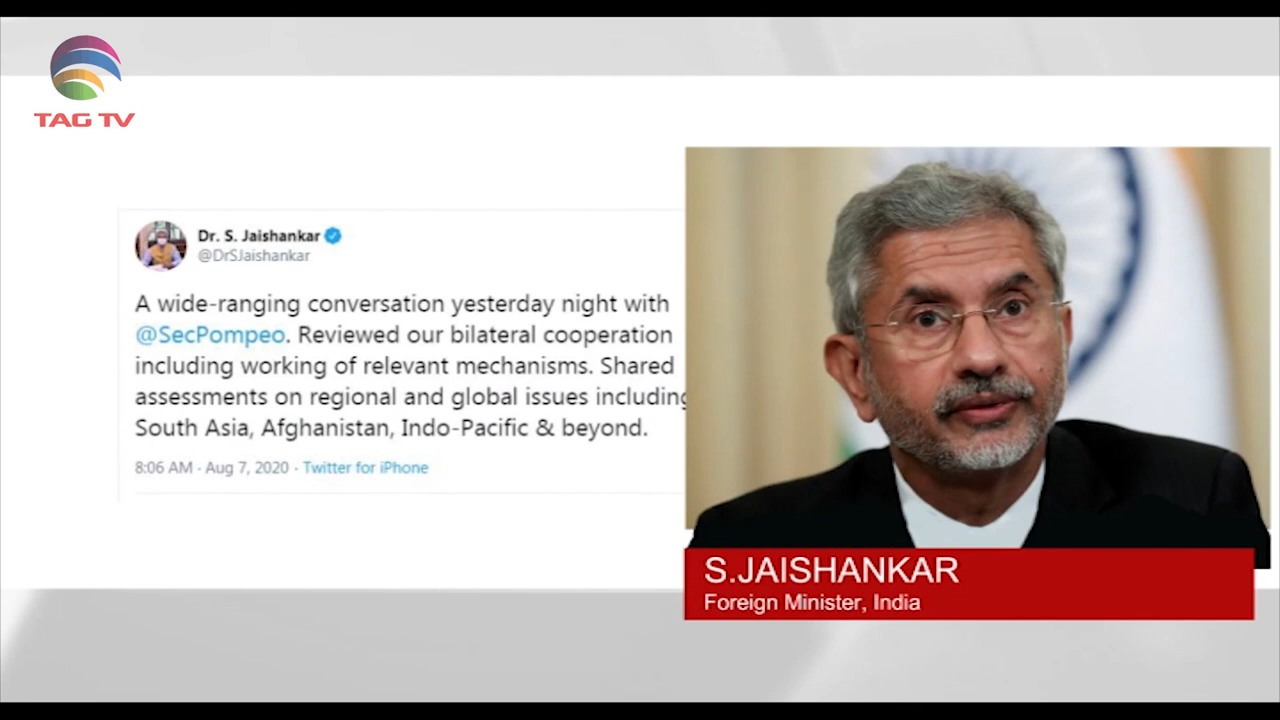 TAG TV
Dr. S. Jaishankar
@DrSJaishankar
A wide-ranging conversation yesterday night with
@SecPompeo. Reviewed our bilateral cooperation
including working of relevant mechanisms. Shared
assessments on regional and global issues including
South Asia, Afghanistan, Indo-Pacific & beyond.
8:06 AM · Aug 7, 2020 · Twitter for iPhone
S.JAISHANKAR
Foreign Minister, India